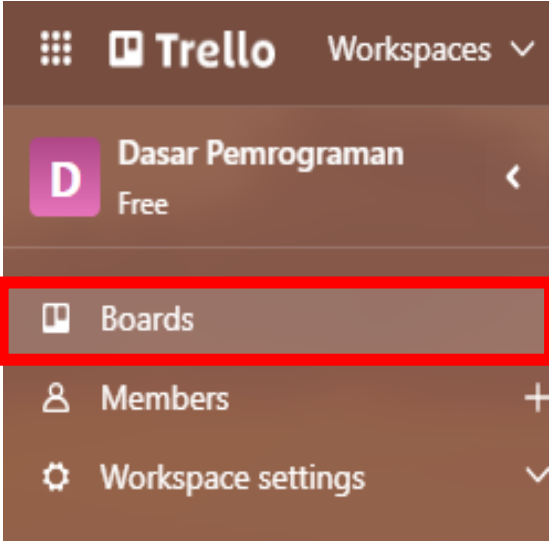 Trello Workspaces
D Dasar Pemrograman
Free
Boards
Members
Workspace settings